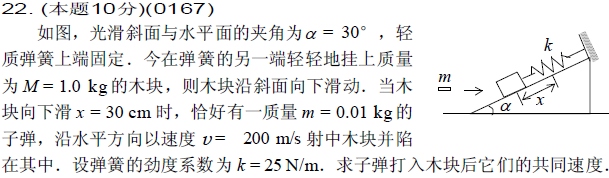 22. (本题10分)(0167)
如图，光滑斜面与水平面的夹角为α = 30°，轻
质弹簧上端固定．今在弹簧的另一端轻轻地挂上质量
为M = 1.0 kg的木块，则木块沿斜面向下滑动．当木
块向下滑x = 30 cm时，恰好有一质量m = 0.01 kg的
子弹，沿水平方向以速度 v = 200 m/s射中木块并陷
在其中．设弹簧的劲度系数为k = 25 N/m．求子弹打入木块后它们的共同速度．
k
m
α
x